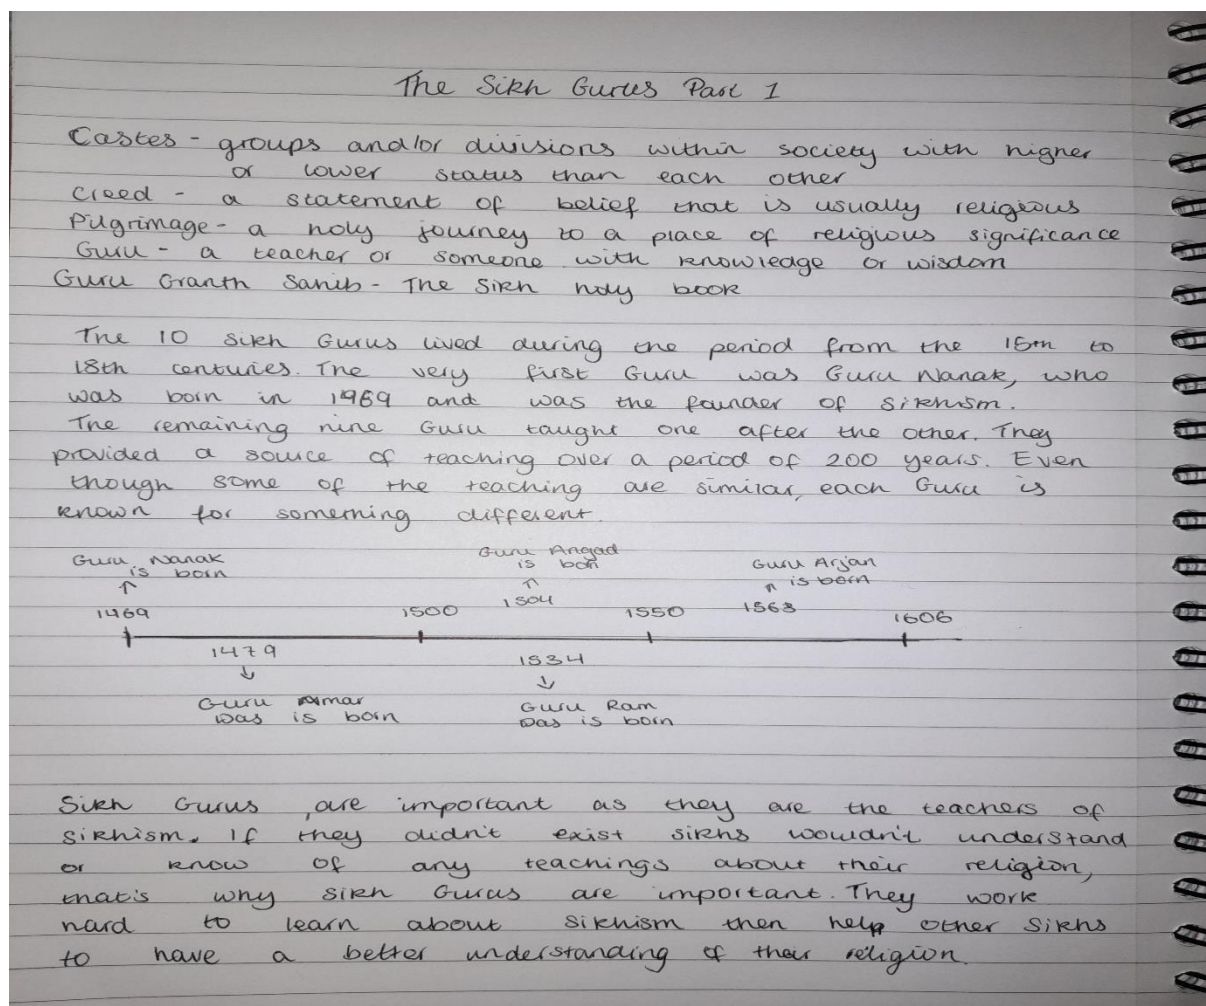 The Sikh Gurus Part 1
Castes - groups and/or divisions within society with higher
or lower status than each other
Creed - a statement of belief that is usually religious
Pilgrimage - a holy journey to a place of religious significance
Guru - a teacher or someone with knowledge or wisdom
Guru Granth Sahib - The Sikh holy book
The 10 Sikh Gurus lived during the period from the 15th to
18th centuries. The very first Guru was Guru Nanak, who
was born in 1969 and was the founder of Sikhism.
The remaining nine Guru taught one after the other. They
provided a source of teaching over a period of 200 years. Even
though some of the teaching are similar, each Guru is
known for something different.
Guru Nanak
is born
Guru Angad
is born
Guru Arjan
is born
1469
1500
1504
1550
1563
1606
1479
1534
Guru Amar
Das is born
Guru Ram
Das is born
Sikh Gurus are important as they are the teachers of
Sikhism. If they didn't exist sikhs wouldn't understand
or know of any teachings about their religion,
that's why sikh Gurus are important. They work
hard to learn about Sikhism then help other Sikhs
to have a better understanding of their religion.